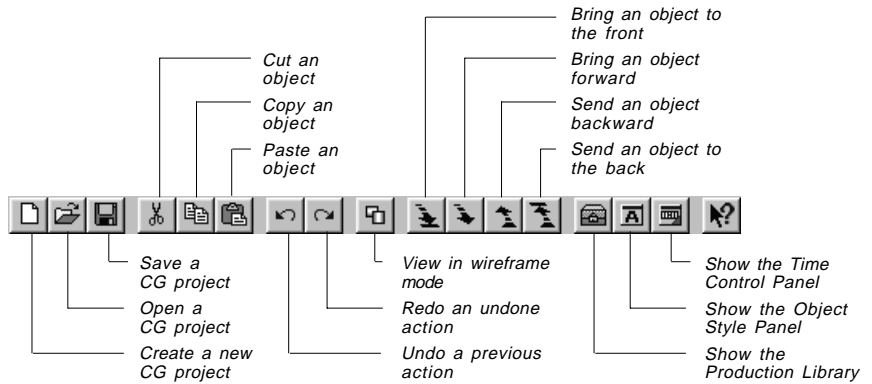 Bring an object to
the front
Cut an
object
Bring an object
forward
Copy an
object
Send an object
backward
Paste an
object
Send an object to
the back
A
?
Save a
CG project
View in wireframe
mode
Show the Time
Control Panel
Open a
CG project
Redo an undone
action
Show the Object
Style Panel
Create a new
CG project
Undo a previous
action
Show the
Production Library